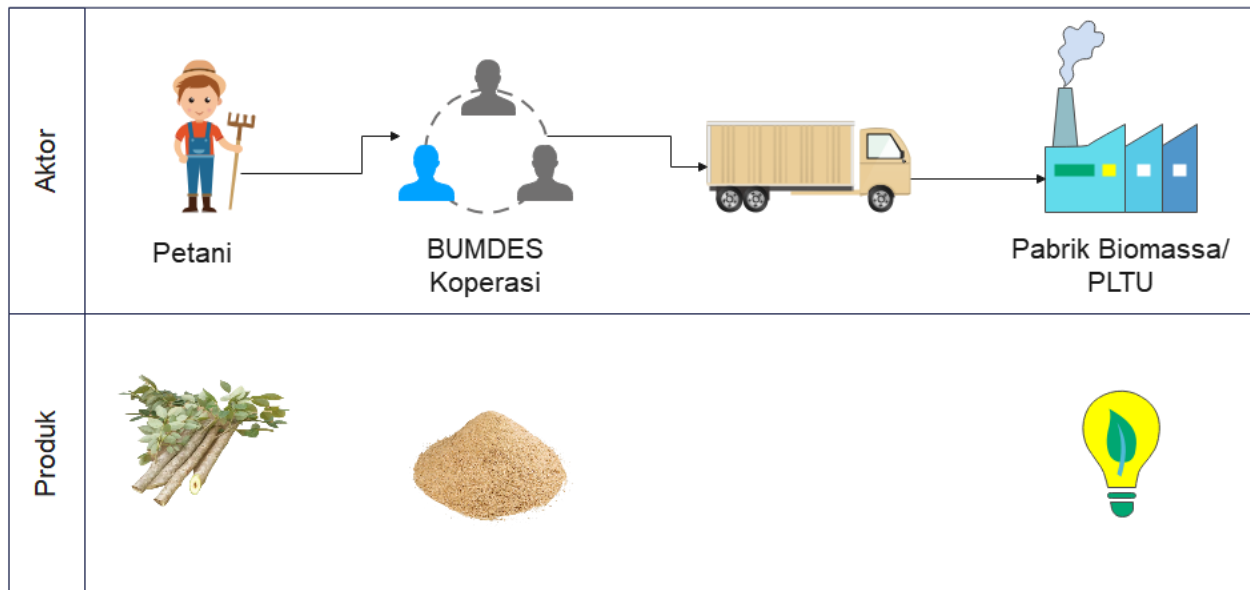 Aktor
Petani
BUMDES
Koperasi
Pabrik Biomassa/
PLTU
Produk